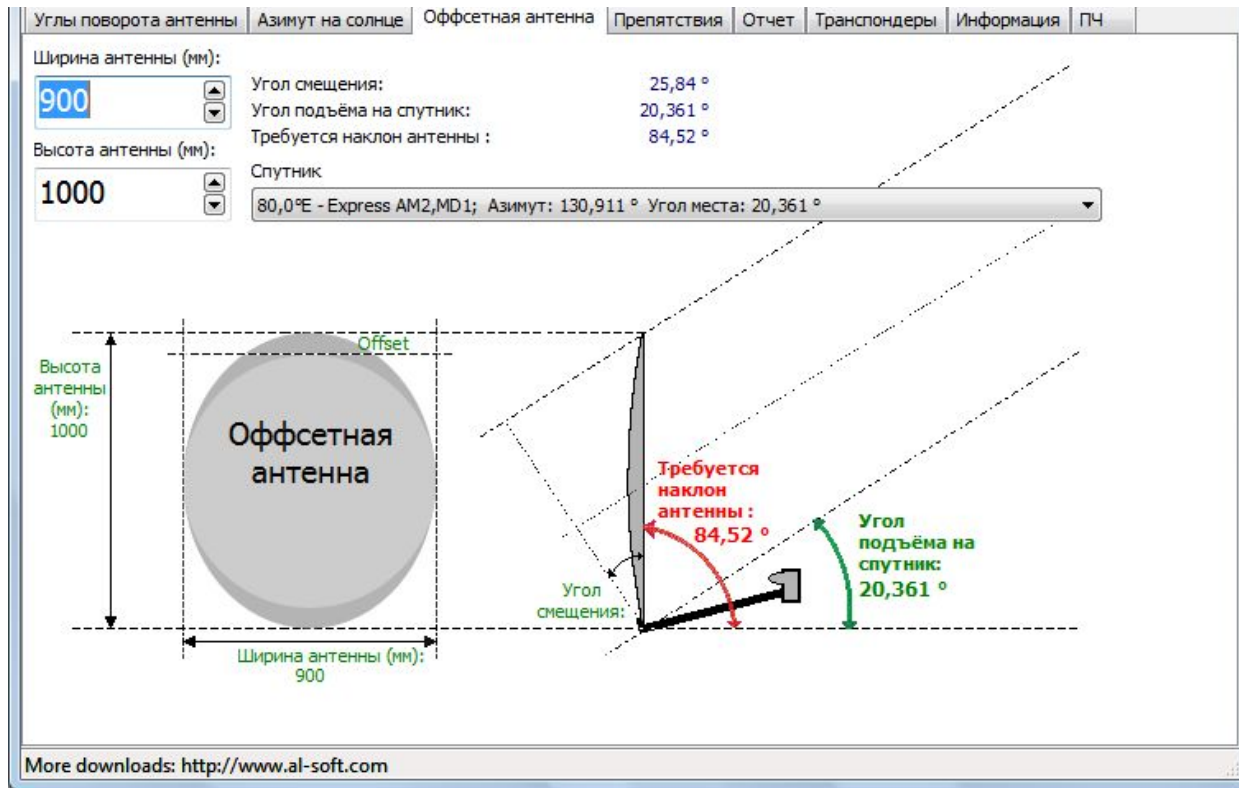 Углы поворота антенны Азимут на солнце Оффсетная антенна Препятствия Отчет Транспондеры Информация ПЧ
Ширина антенны (мм):
900
Угол смещения: 25,84 °
Угол подъёма на спутник: 20,361 °
Требуется наклон антенны : 84,52 °
Высота антенны (мм):
1000
Спутник
80,0°E - Express AM2,MD1; Азимут: 130,911 ° Угол места: 20,361 °
Offset
Высота
антенны
(мм):
1000
Оффсетная
антенна
Ширина антенны (мм):
900
Требуется
наклон
антенны :
84,52 °
Угол
смещения:
Угол
подъёма на
спутник:
20,361 °
More downloads: http://www.al-soft.com